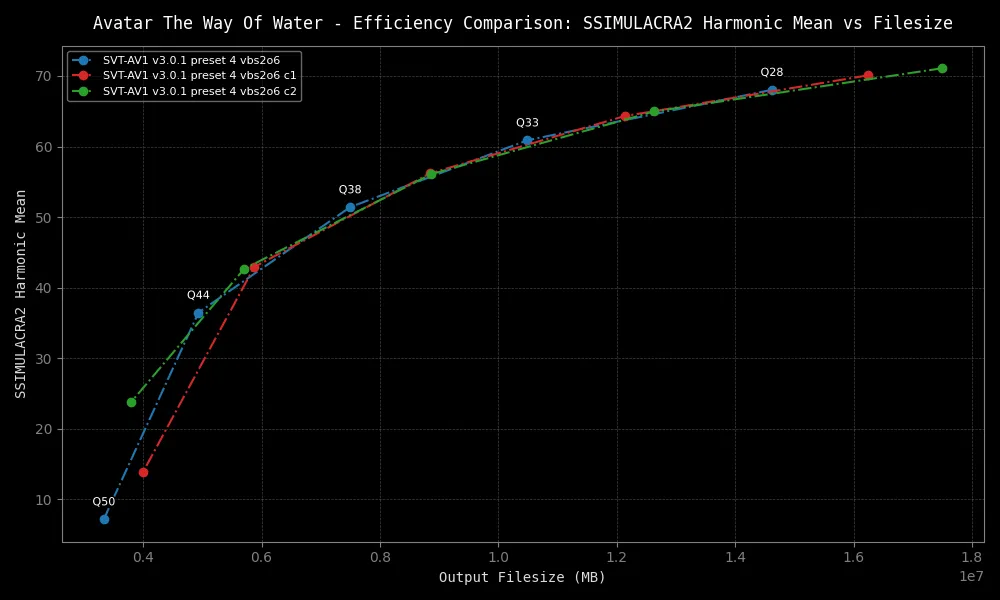 Avatar The Way Of Water - Efficiency Comparison: SSIMULACRA2 Harmonic Mean vs Filesize
SVT-AV1 v3.0.1 preset 4 vbs2o6
SVT-AV1 v3.0.1 preset 4 vbs2o6 c1
SVT-AV1 v3.0.1 preset 4 vbs2o6 c2
Q28
Q33
Q38
Q44
Q50
70
60
50
40
30
20
10
SSIMULACRA2 Harmonic Mean
0.4 0.6 0.8 1.0 1.2 1.4 1.6 1.8
1e7
Output Filesize (MB)